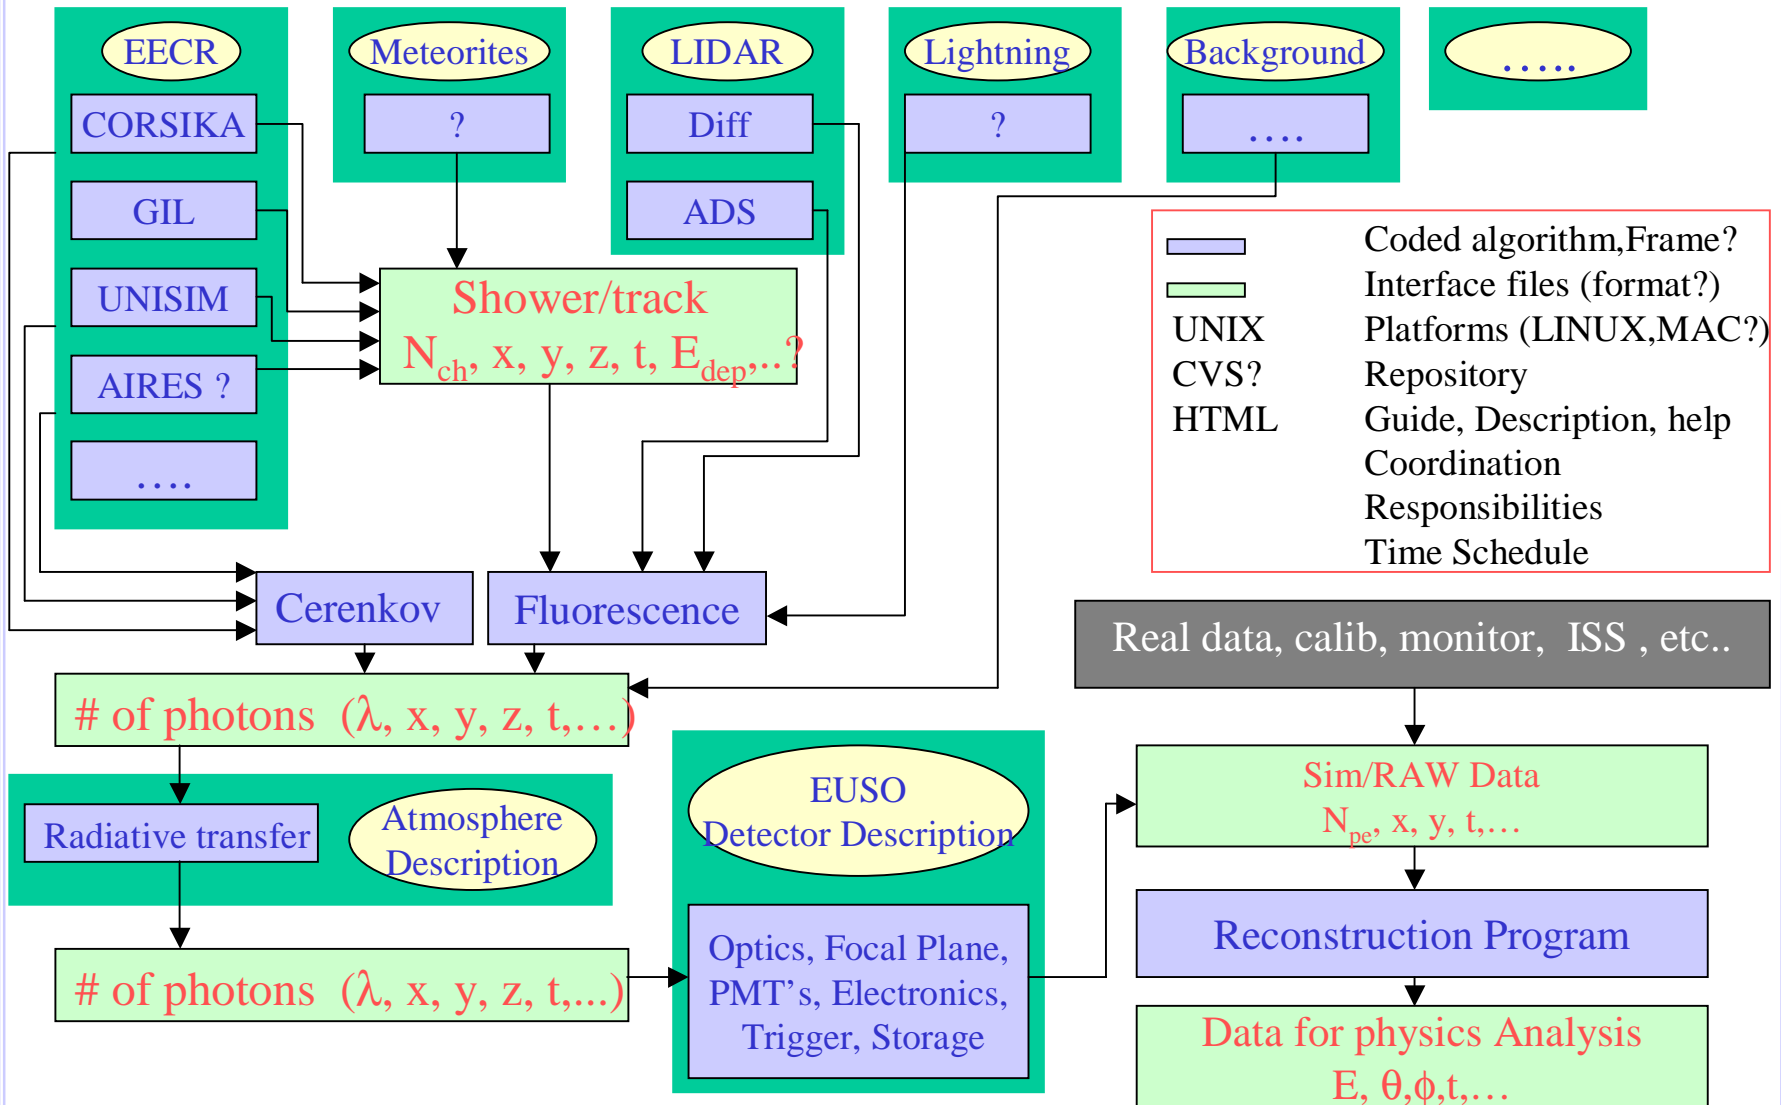 EECR
Meteorites
LIDAR
Lightning
Background
.....
CORSIKA
?
Diff
?
....
GIL
ADS
UNISIM
AIRES ?
....
Shower/track
Nch, x, y, z, t, Edep,..?
Coded algorithm,Frame?
Interface files (format?)
UNIX Platforms (LINUX,MAC?)
CVS? Repository
HTML Guide, Description, help
Coordination
Responsibilities
Time Schedule
Cerenkov
Fluorescence
Real data, calib, monitor, ISS , etc..
# of photons (λ, x, y, z, t,…)
Radiative transfer
Atmosphere
Description
# of photons (λ, x, y, z, t,...)
EUSO
Detector Description
Optics, Focal Plane,
PMT's, Electronics,
Trigger, Storage
Sim/RAW Data
Npe, x, y, t,…
Reconstruction Program
Data for physics Analysis
E, θ,ϕ,t,…